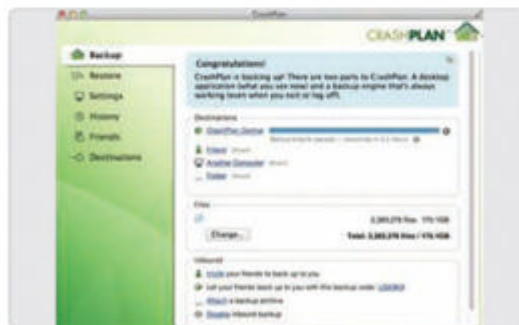 CrashPlan
CRASHPLAN
Backup
Restore
Settings
History
Friends
Destinations
Congratulations!
CrashPlan is backing up! There are two parts to CrashPlan. A desktop
application (what you see now) and a backup engine that's always
working (even when you exit or log off).
Destinations
CrashPlan Central
Friend
Another Computer
Folder
Files
Change...
Inbound
Invite your friends to back up to you
Let your friends back up to you with this backup code:
Attach a backup archive
Disable inbound backup